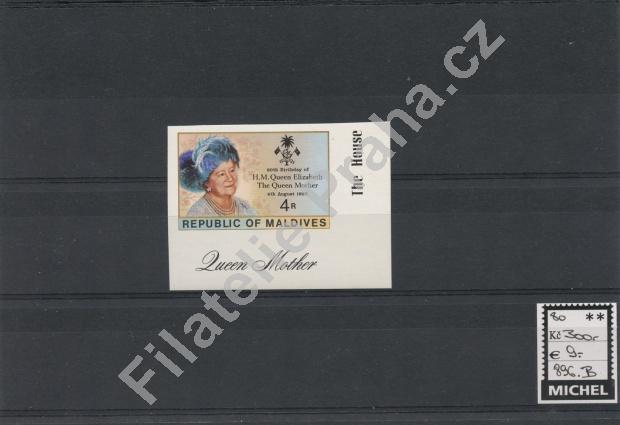 80th Birthday of
H.M. Queen Elizabeth
The Queen Mother
4th August 1980
4 R
REPUBLIC OF MALDIVES
Queen Mother
The House
Filatelie Praha.cz
80 **
Kč 300,-
€ 9.-
896.B
MICHEL